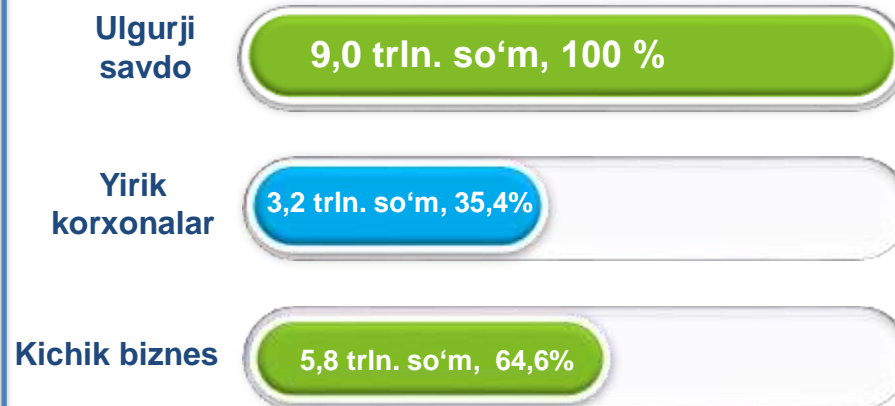 Ulgurji
savdo
9,0 trln. so‘m, 100 %
Yirik
korxonalar
3,2 trln. so‘m, 35,4%
Kichik biznes
5,8 trln. so‘m, 64,6%